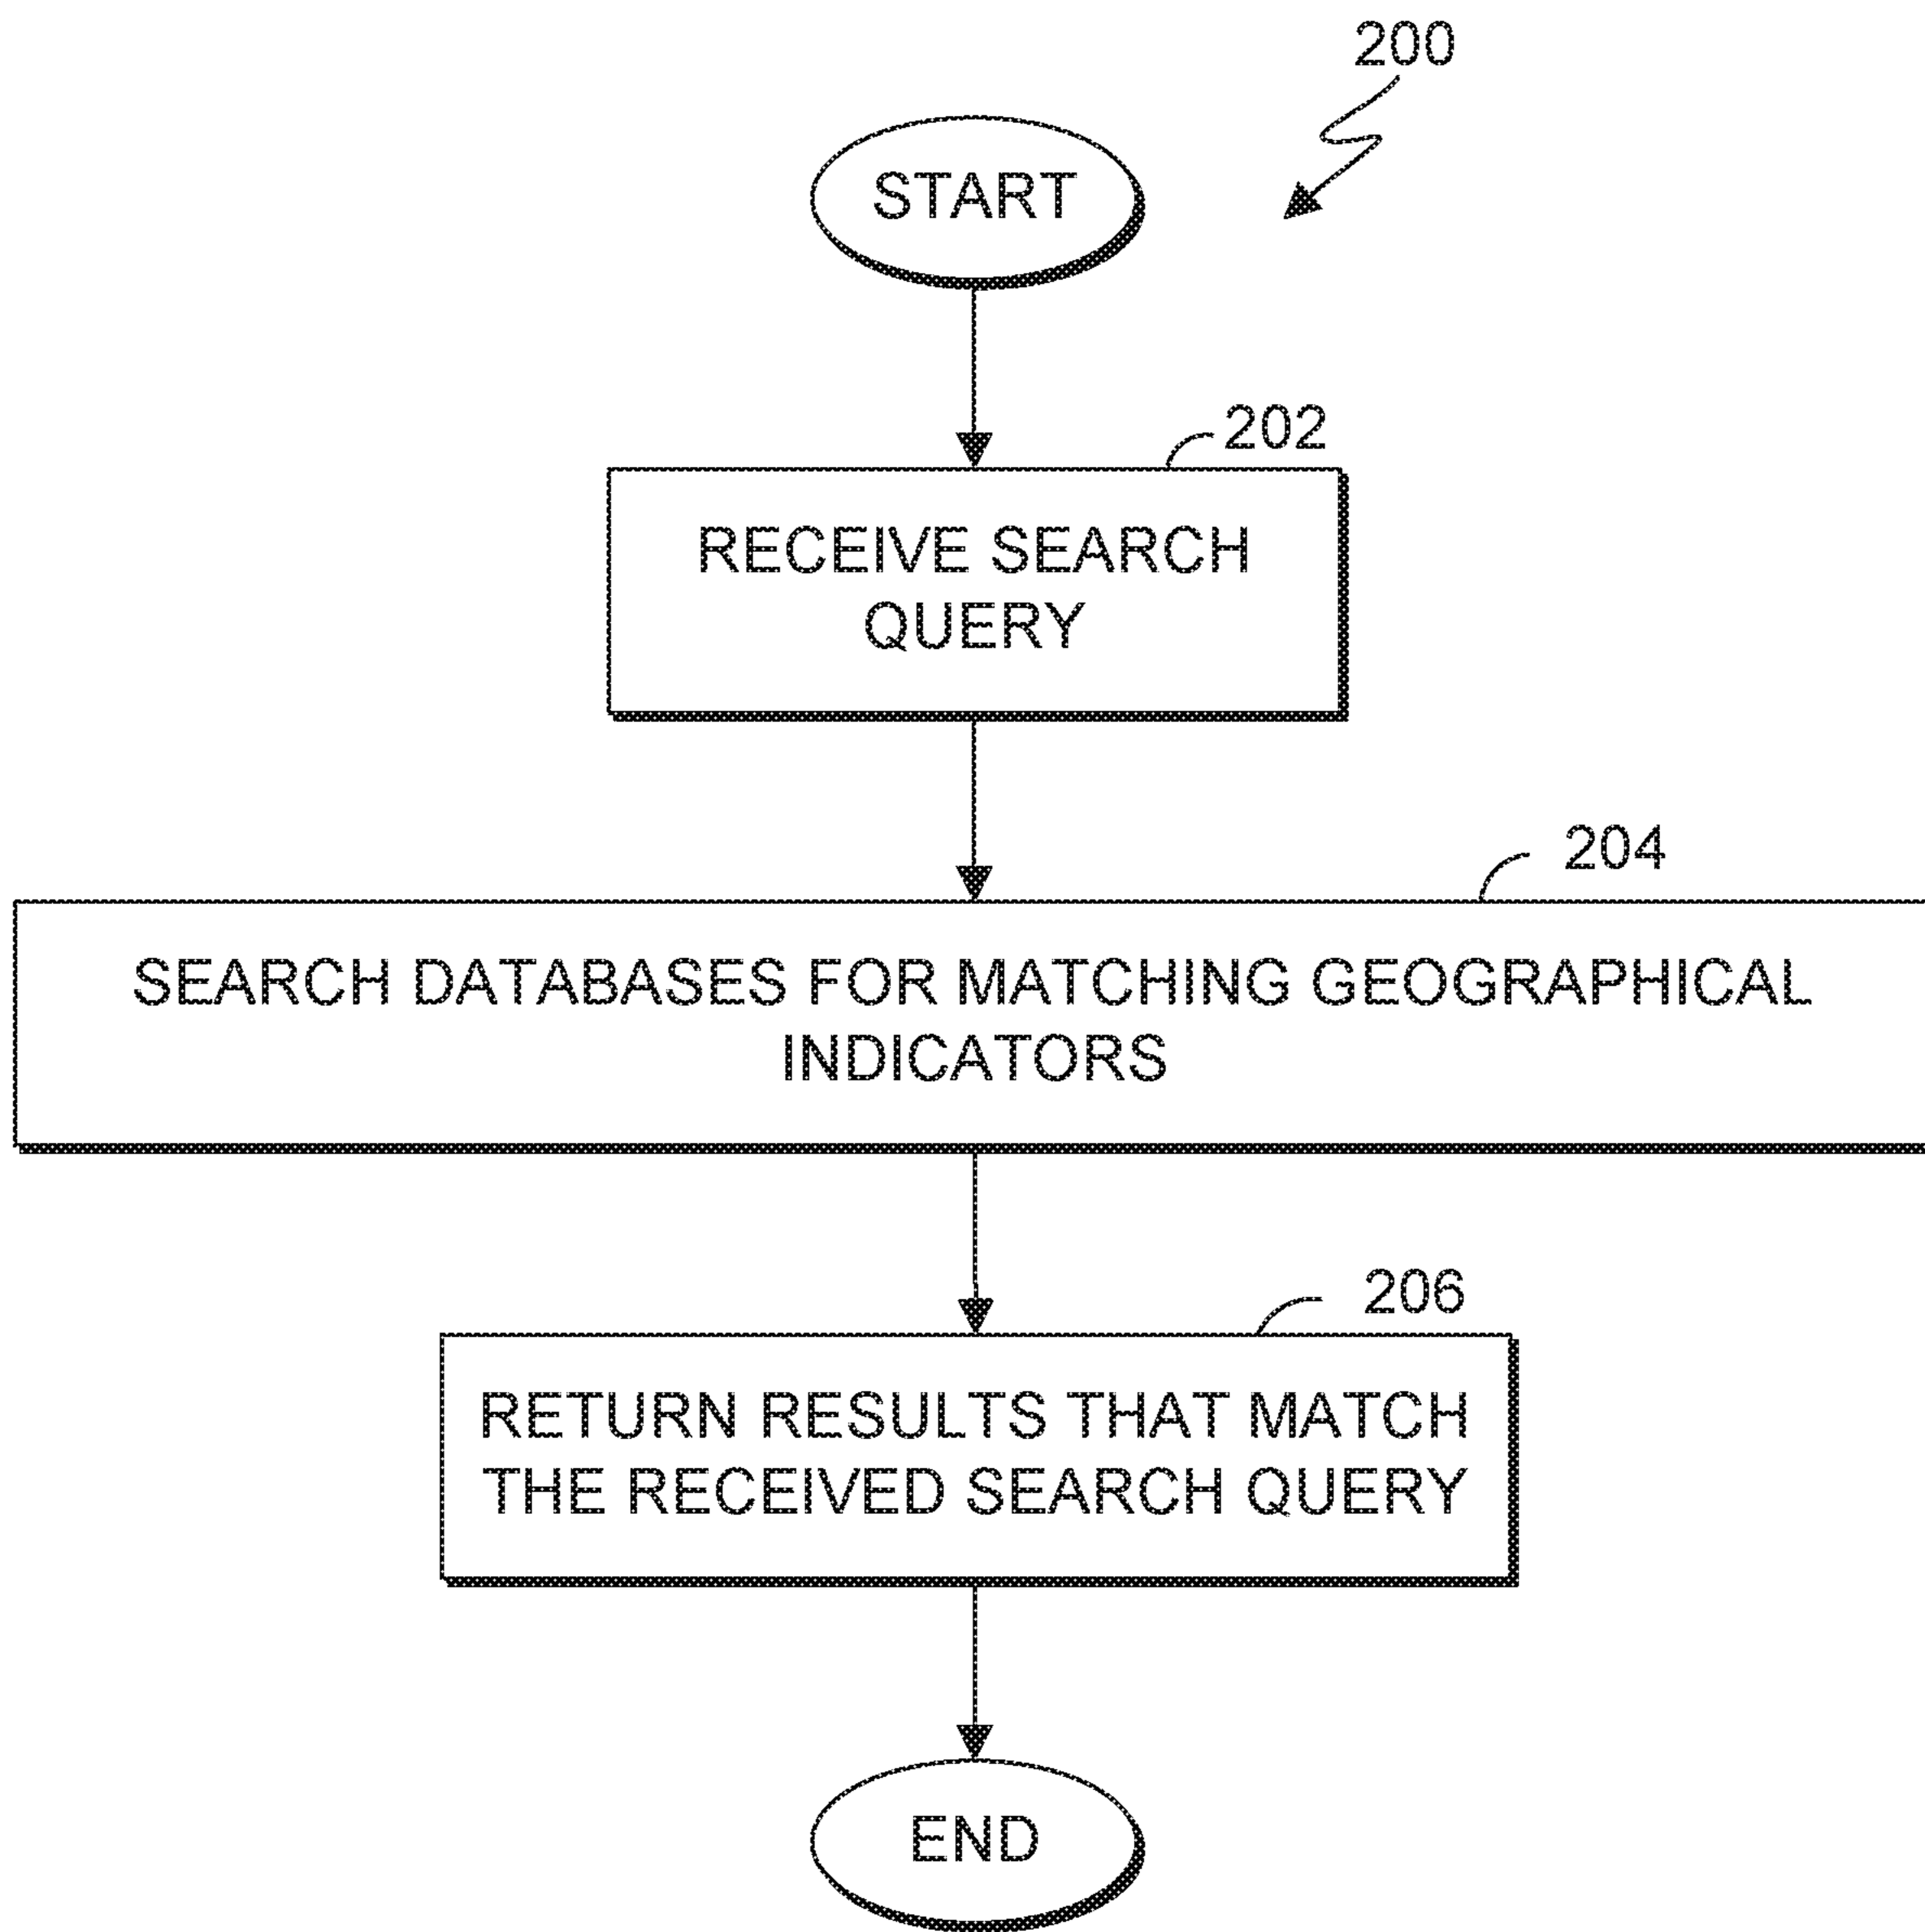 200
START
202
RECEIVE SEARCH
QUERY
204
SEARCH DATABASES FOR MATCHING GEOGRAPHICAL
INDICATORS
206
RETURN RESULTS THAT MATCH
THE RECEIVED SEARCH QUERY
END